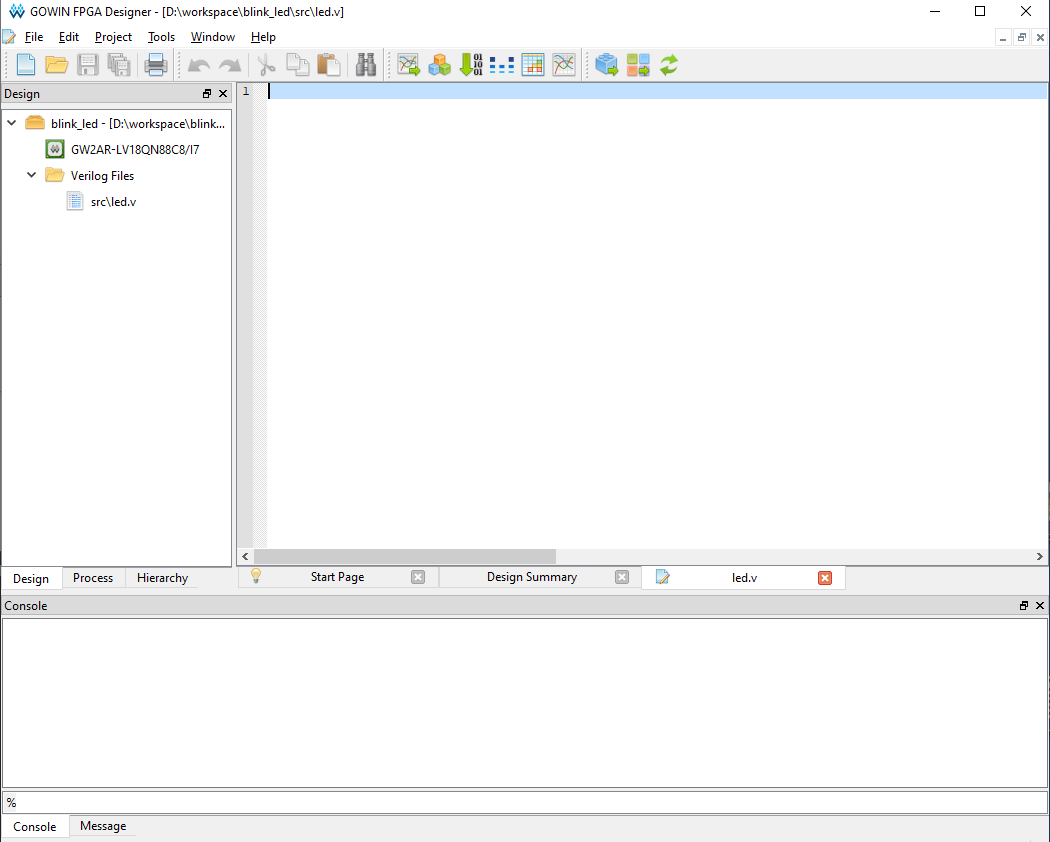 GOWIN FPGA Designer - [D:\workspace\blink_led\src\led.v]
File Edit Project Tools Window Help
Design
1
blink_led - [D:\workspace\blink...
GW2AR-LV18QN88C8/I7
Verilog Files
src\led.v
Design Process Hierarchy
Start Page Design Summary led.v
Console
%
Console Message